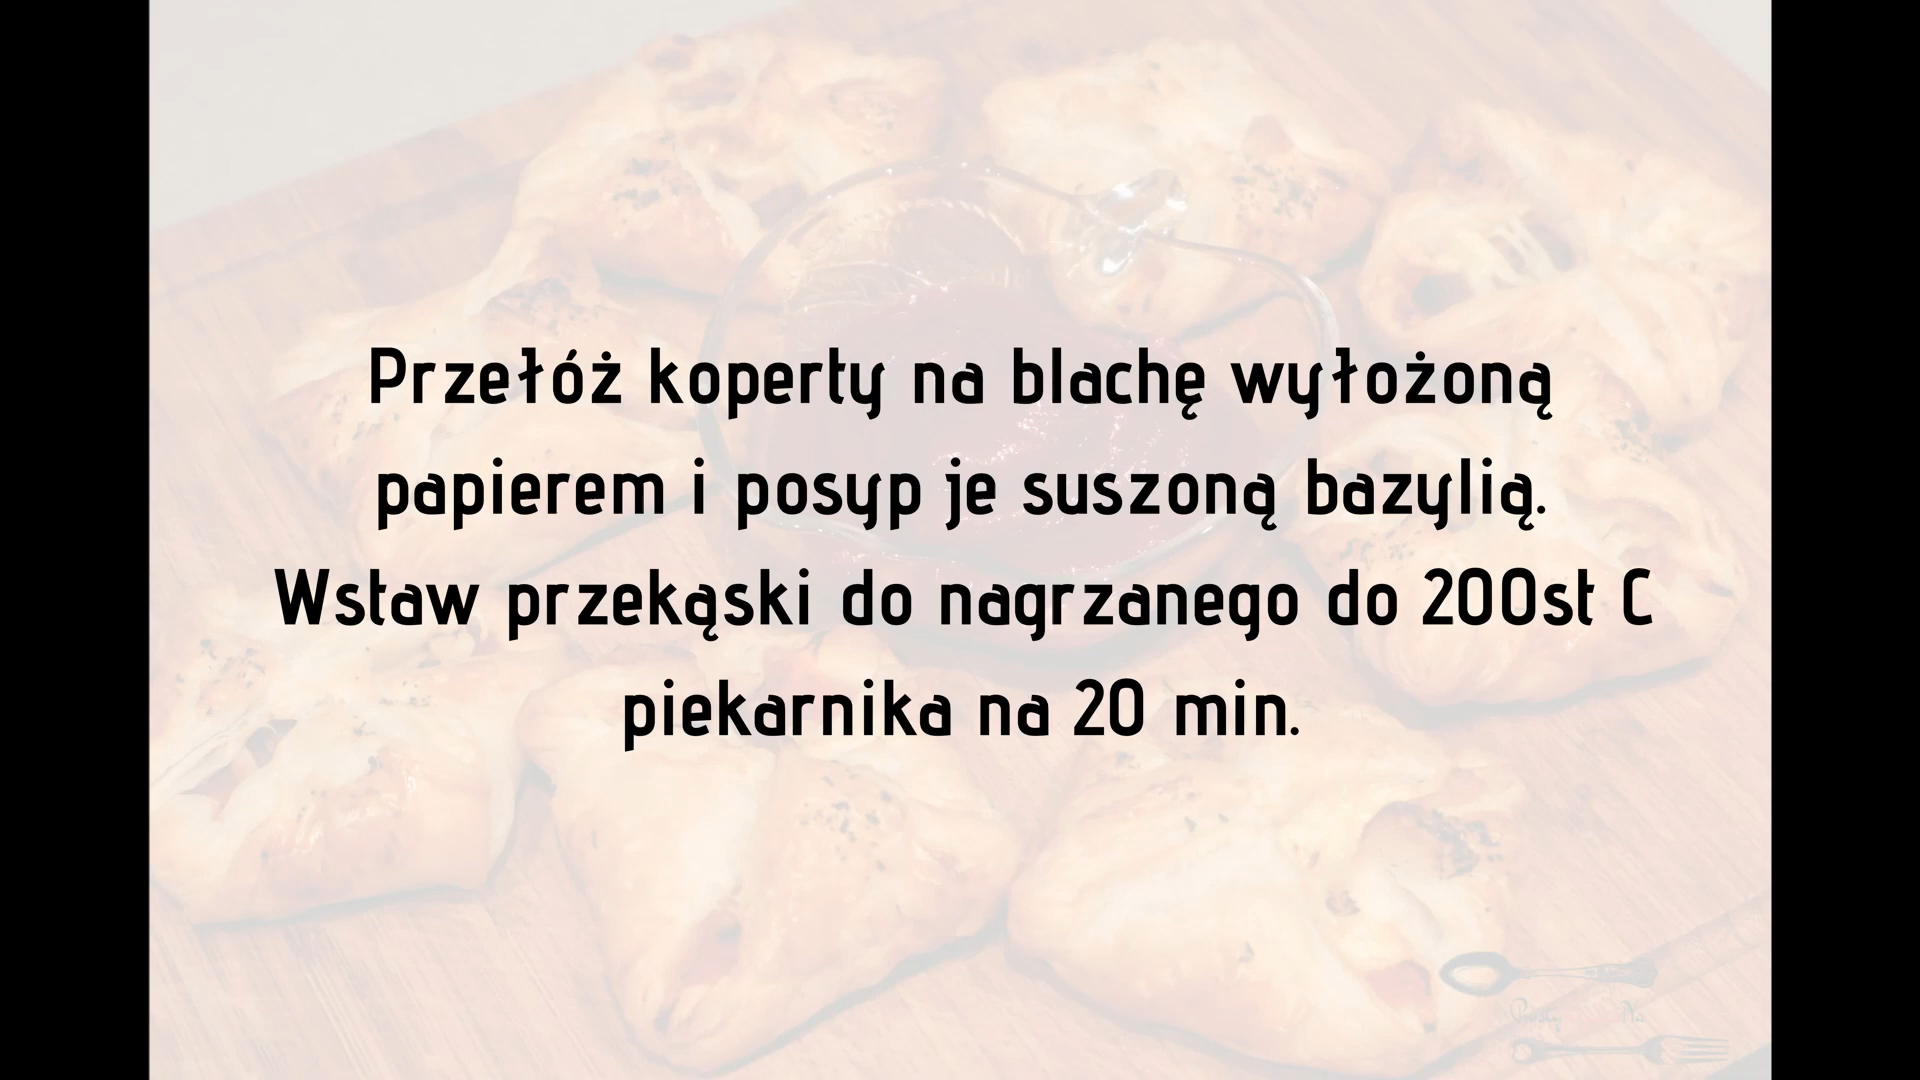 Przełóż koperty na blachę wyłożoną
papierem i posyp je suszoną bazylią.
Wstaw przekąski do nagrzanego do 200st C
piekarnika na 20 min.